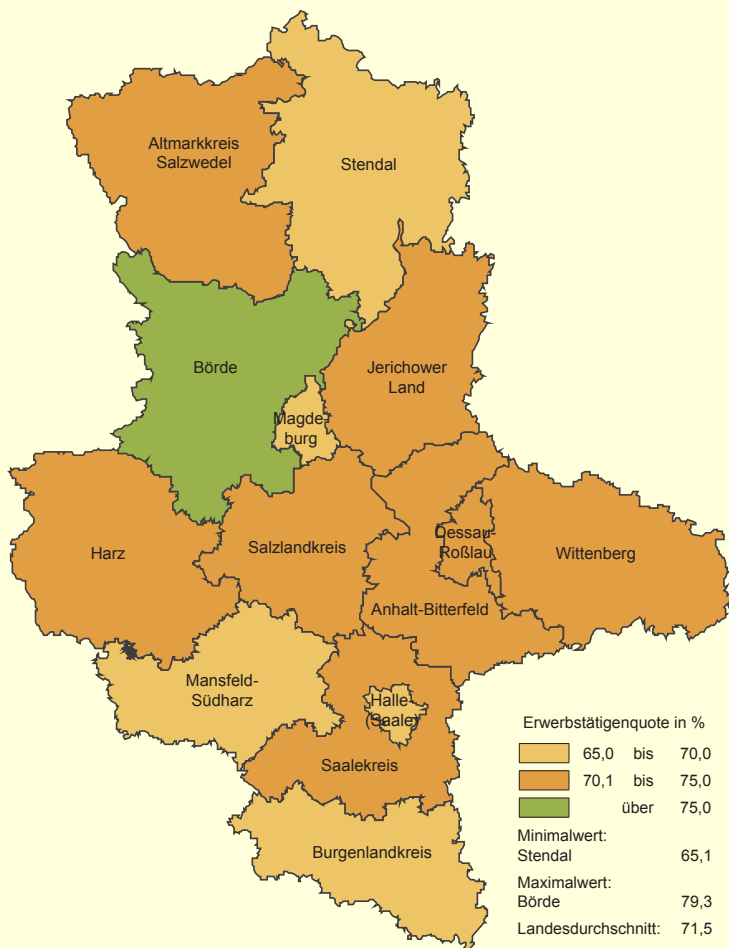 Altmarkkreis
Salzwedel
Stendal
Börde
Jerichower
Land
Magde-
burg
Harz
Salzlandkreis
Dessau-
Roßlau
Wittenberg
Anhalt-Bitterfeld
Mansfeld-
Südharz
Halle-
(Saale)
Saalekreis
Burgenlandkreis
Erwerbstätigenquote in %
65,0 bis 70,0
70,1 bis 75,0
über 75,0
Minimalwert:
Stendal 65,1
Maximalwert:
Börde 79,3
Landesdurchschnitt: 71,5